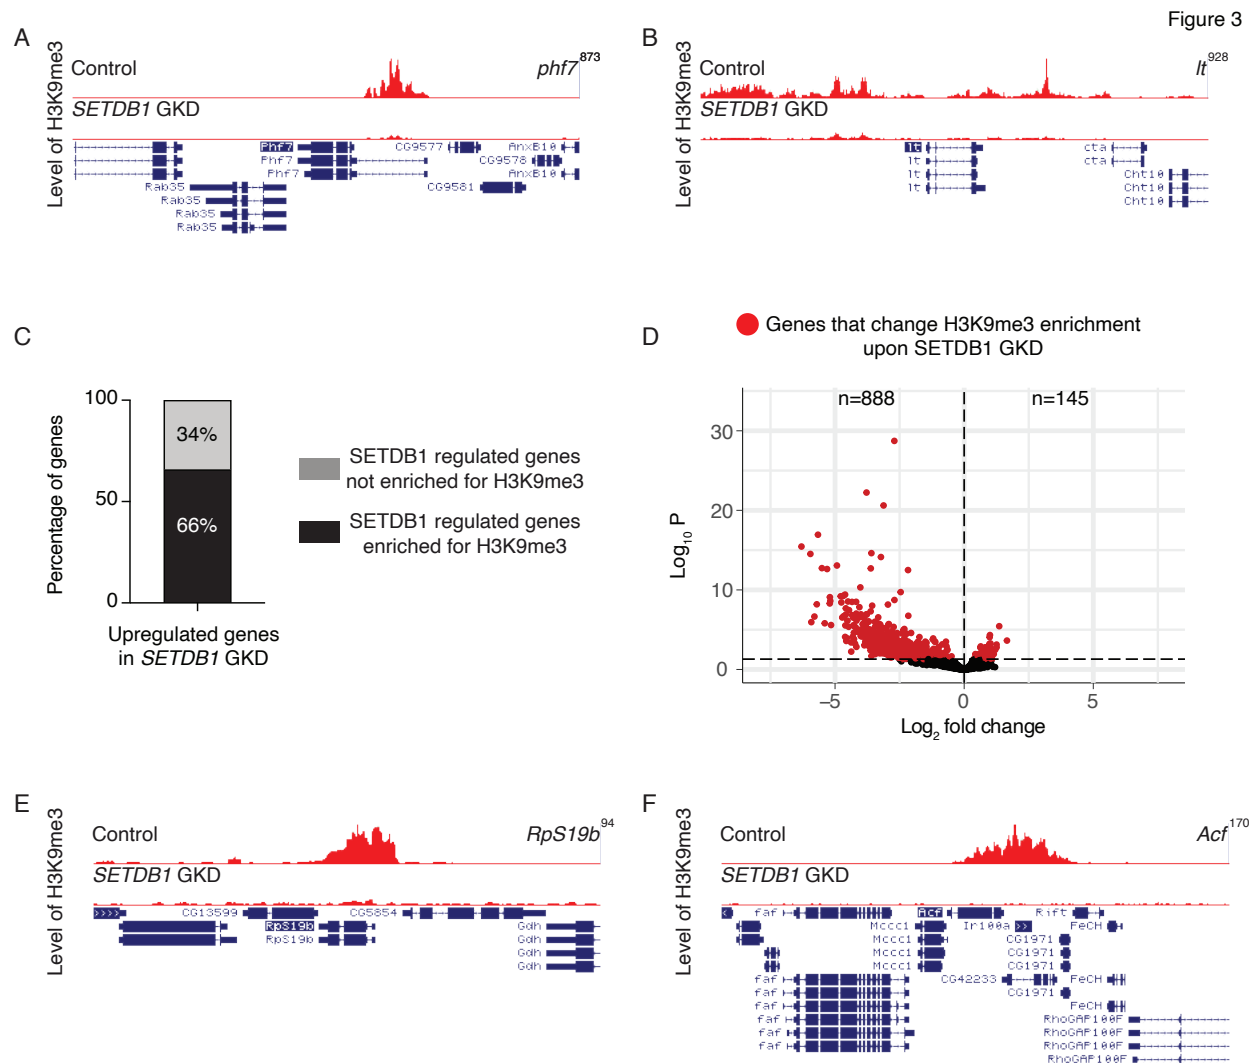 Figure 3
A
Level of H3K9me3
Control
phf7 873
SETDB1 GKD
Phf7 CG9577 AnxB10
Phf7 CG9578
Phf7 AnxB10
Rab35 CG9581
Rab35
Rab35
Rab35
B
Level of H3K9me3
Control
lt 928
SETDB1 GKD
lt cta
lt cta
lt Cht10
lt Cht10
Cht10
C
Percentage of genes
100
50
0
34%
66%
Upregulated genes
in SETDB1 GKD
SETDB1 regulated genes
not enriched for H3K9me3
SETDB1 regulated genes
enriched for H3K9me3
D
Genes that change H3K9me3 enrichment
upon SETDB1 GKD
n=888 n=145
Log10 P
30
20
10
0
−5 0 5
Log2 fold change
E
Level of H3K9me3
Control
RpS19b 94
SETDB1 GKD
CG13599 CG5854
RpS19b Gdh
RpS19b Gdh
Gdh
Gdh
F
Level of H3K9me3
Control
Acf 170
SETDB1 GKD
faf Acf Rift
Mccc1 Ir100a FeCH
Mccc1 CG1971
Mccc1 CG1971
Mccc1 CG1971
faf CG42233 FeCH
faf CG1971
faf FeCH
faf RhoGAP100F
faf RhoGAP100F
faf RhoGAP100F
RhoGAP100F